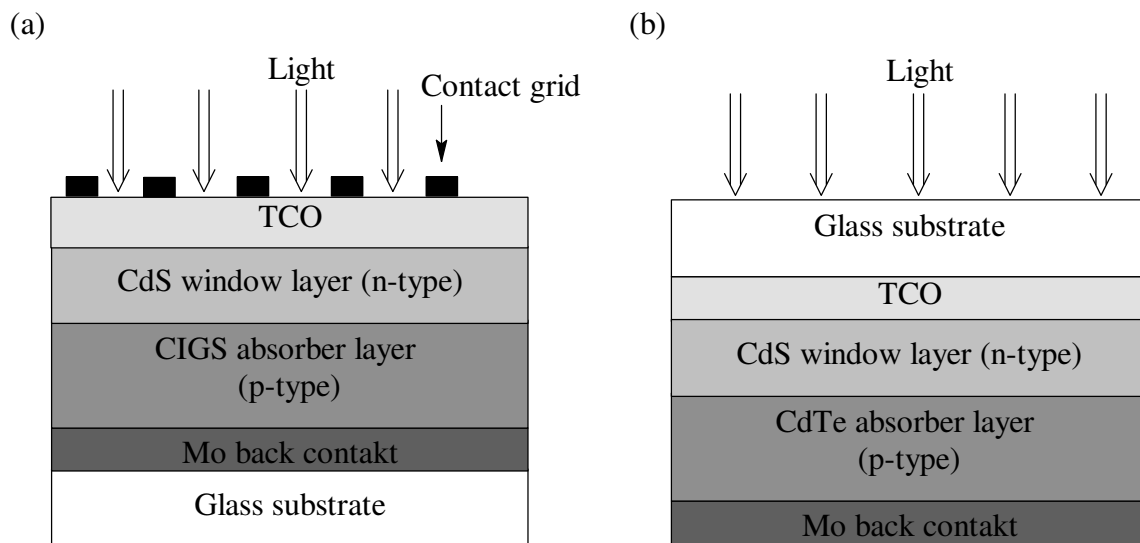 (a)
Light
Contact grid
TCO
CdS window layer (n-type)
CIGS absorber layer
(p-type)
Mo back contakt
Glass substrate
(b)
Light
Glass substrate
TCO
CdS window layer (n-type)
CdTe absorber layer
(p-type)
Mo back contakt